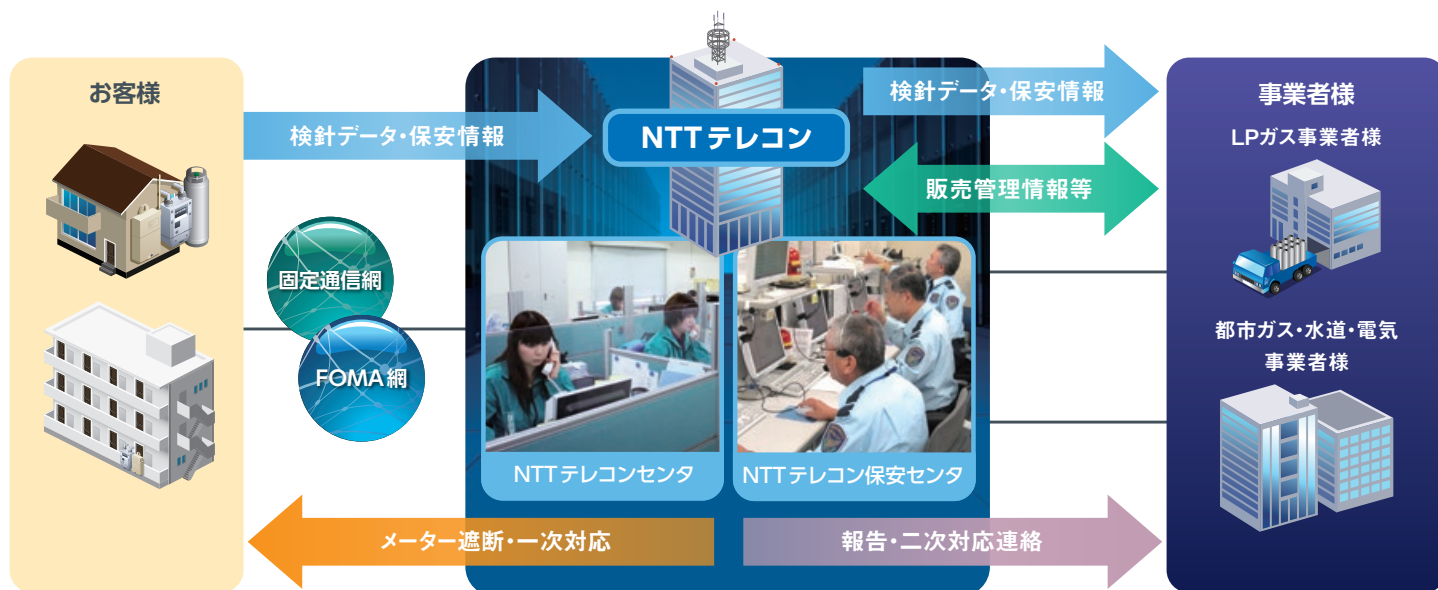 お客様
検針データ・保安情報
固定通信網
FOMA網
NTTテレコン
NTTテレコンセンタ
NTTテレコン保安センタ
検針データ・保安情報
販売管理情報等
事業者様
LPガス事業者様
都市ガス・水道・電気
事業者様
メーター遮断・一次対応
報告・二次対応連絡